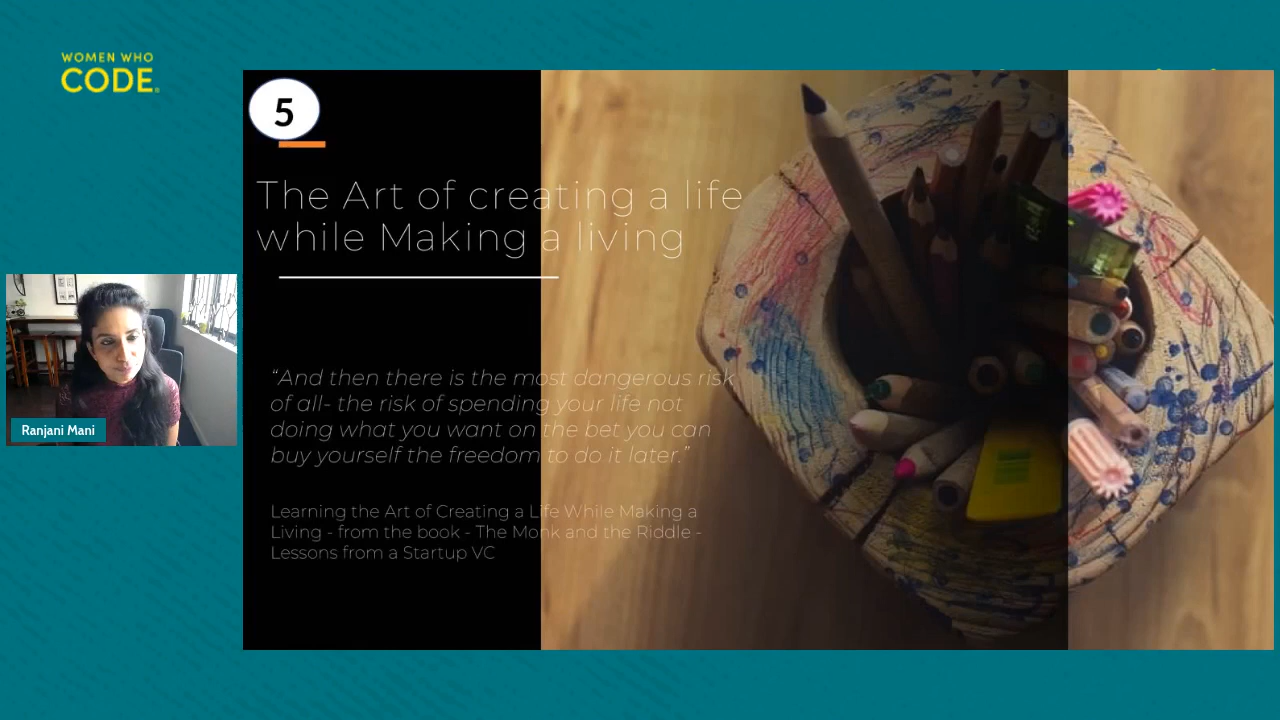 WOMEN WHO
CODE
5
The Art of creating a life
while Making a living
“And then there is the most dangerous risk
of all- the risk of spending your life not
doing what you want on the bet you can
buy yourself the freedom to do it later.”
Learning the Art of Creating a Life While Making a
Living - from the book - The Monk and the Riddle -
Lessons from a Startup VC
Ranjani Mani